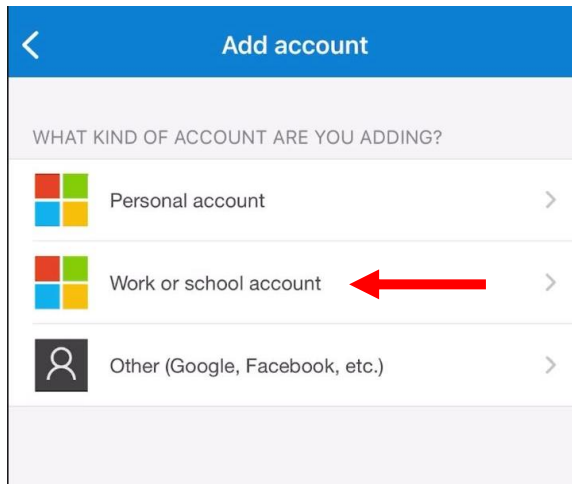 Add account
WHAT KIND OF ACCOUNT ARE YOU ADDING?
Personal account
Work or school account
Other (Google, Facebook, etc.)